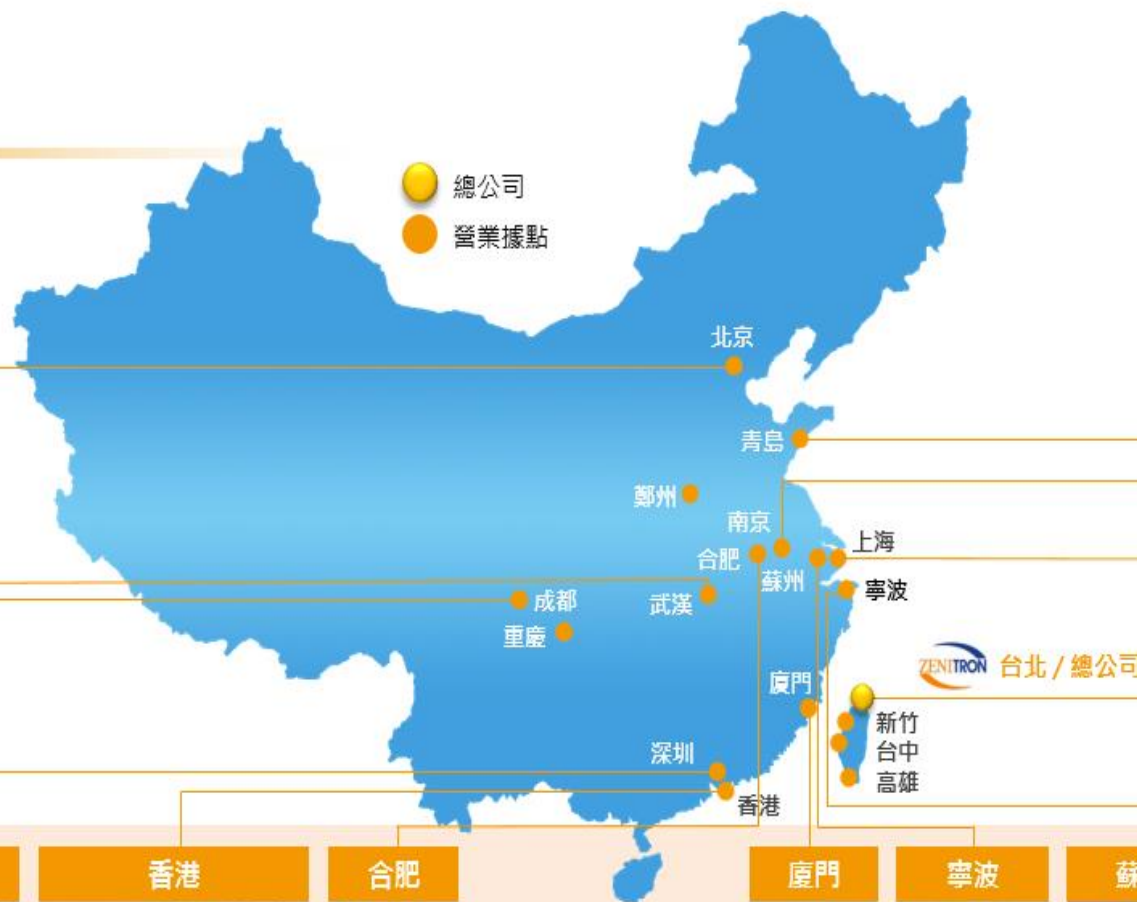 總公司
營業據點
北京
青島
鄭州
南京
上海
合肥
蘇州
寧波
成都
武漢
重慶
ZENITRON 台北 / 總公司
廈門
新竹
深圳
台中
高雄
香港
香港
合肥
廈門
寧波
蘇